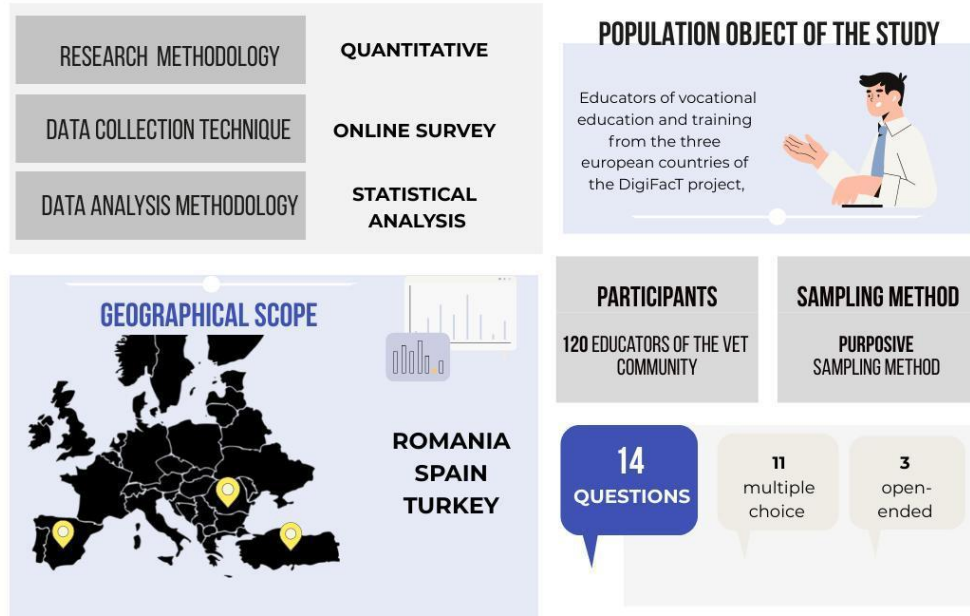 RESEARCH METHODOLOGY
QUANTITATIVE
DATA COLLECTION TECHNIQUE
ONLINE SURVEY
DATA ANALYSIS METHODOLOGY
STATISTICAL
ANALYSIS
POPULATION OBJECT OF THE STUDY
Educators of vocational
education and training
from the three
european countries of
the DigiFacT project,
GEOGRAPHICAL SCOPE
ROMANIA
SPAIN
TURKEY
PARTICIPANTS
120 EDUCATORS OF THE VET
COMMUNITY
SAMPLING METHOD
PURPOSIVE
SAMPLING METHOD
14
QUESTIONS
11
multiple
choice
3
open-
ended